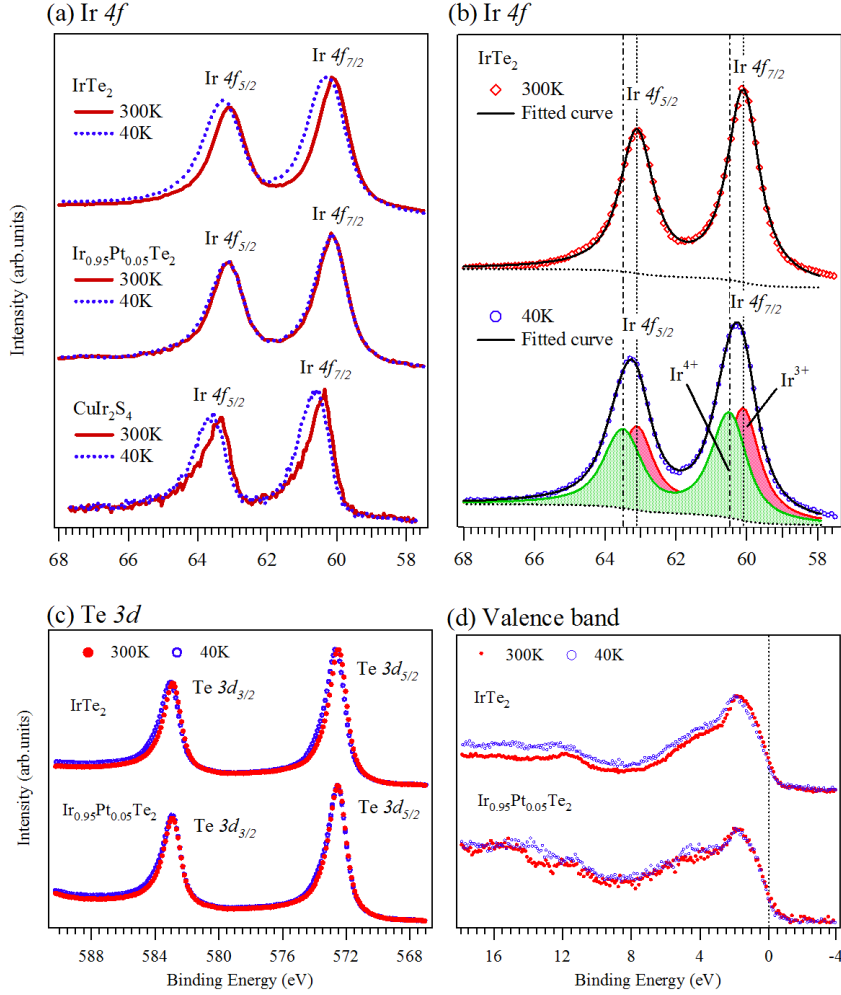 (a) Ir 4f
IrTe2
300K
40K
Ir 4f5/2
Ir 4f7/2
Ir0.95Pt0.05Te2
300K
40K
Ir 4f5/2
Ir 4f7/2
CuIr2S4
300K
40K
Ir 4f5/2
Ir 4f7/2
Intensity (arb.units)
68 66 64 62 60 58
(b) Ir 4f
IrTe2
300K
Fitted curve
Ir 4f5/2
Ir 4f7/2
40K
Fitted curve
Ir 4f5/2
Ir 4f7/2
Ir4+
Ir3+
68 66 64 62 60 58
(c) Te 3d
300K 40K
IrTe2
Te 3d3/2
Te 3d5/2
Ir0.95Pt0.05Te2
Te 3d3/2
Te 3d5/2
Intensity (arb.units)
588 584 580 576 572 568
Binding Energy (eV)
(d) Valence band
300K 40K
IrTe2
Ir0.95Pt0.05Te2
16 12 8 4 0 -4
Binding Energy (eV)